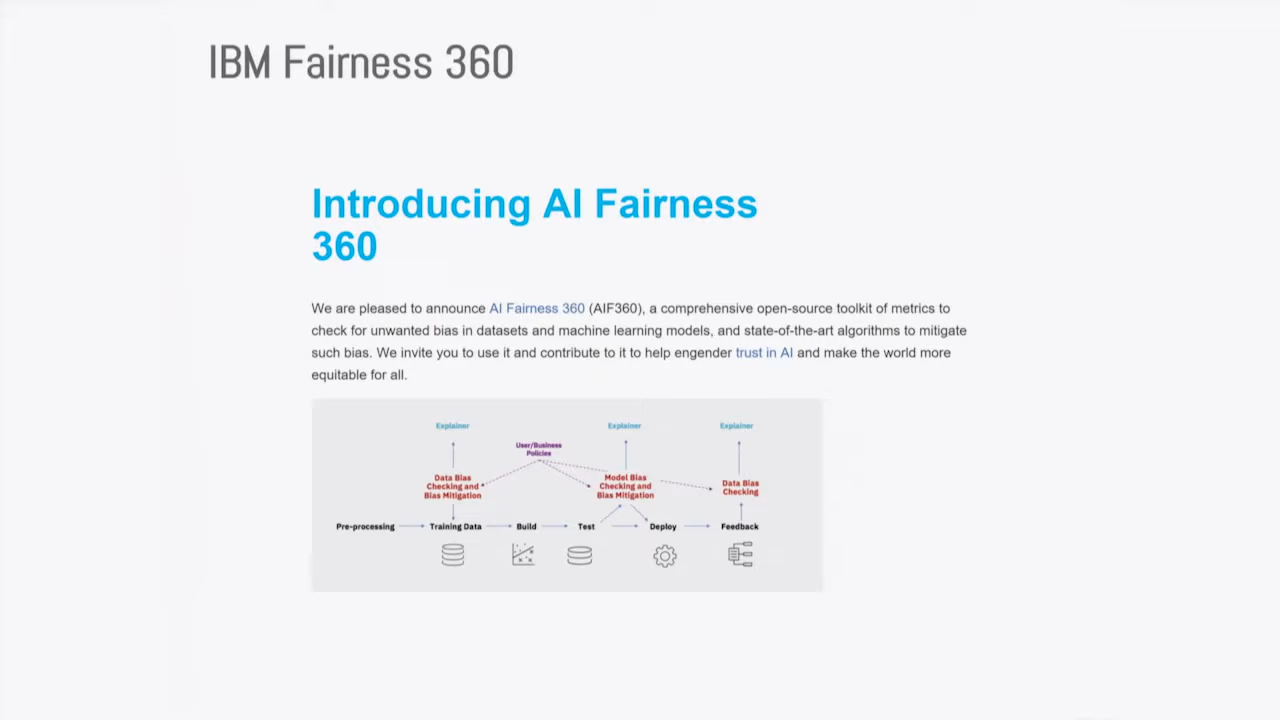 IBM Fairness 360
Introducing AI Fairness
360
We are pleased to announce AI Fairness 360 (AIF360), a comprehensive open-source toolkit of metrics to
check for unwanted bias in datasets and machine learning models, and state-of-the-art algorithms to mitigate
such bias. We invite you to use it and contribute to it to help engender trust in AI and make the world more
equitable for all.
Explainer
Explainer
Explainer
User/Business
Policies
Data Bias
Checking and
Bias Mitigation
Model Bias
Checking and
Bias Mitigation
Data Bias
Checking
Pre-processing
Training Data
Build
Test
Deploy
Feedback